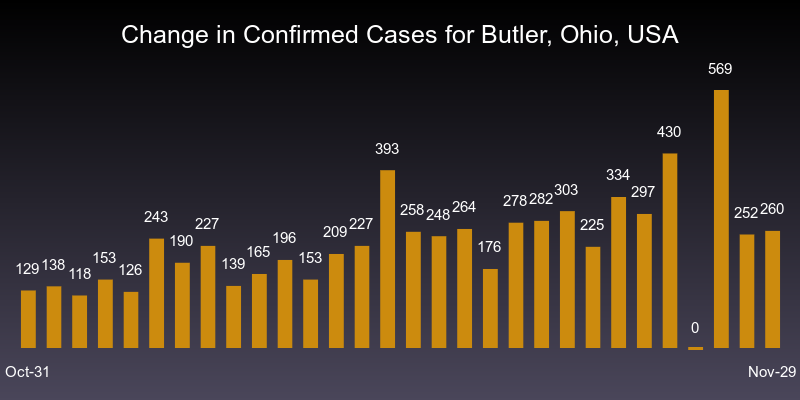 Change in Confirmed Cases for Butler, Ohio, USA
129 138 118 153 126 243 190 227 139 165 196 153 209 227 393 258 248 264 176 278 282 303 225 334 297 430 0 569 252 260
Oct-31 Nov-29